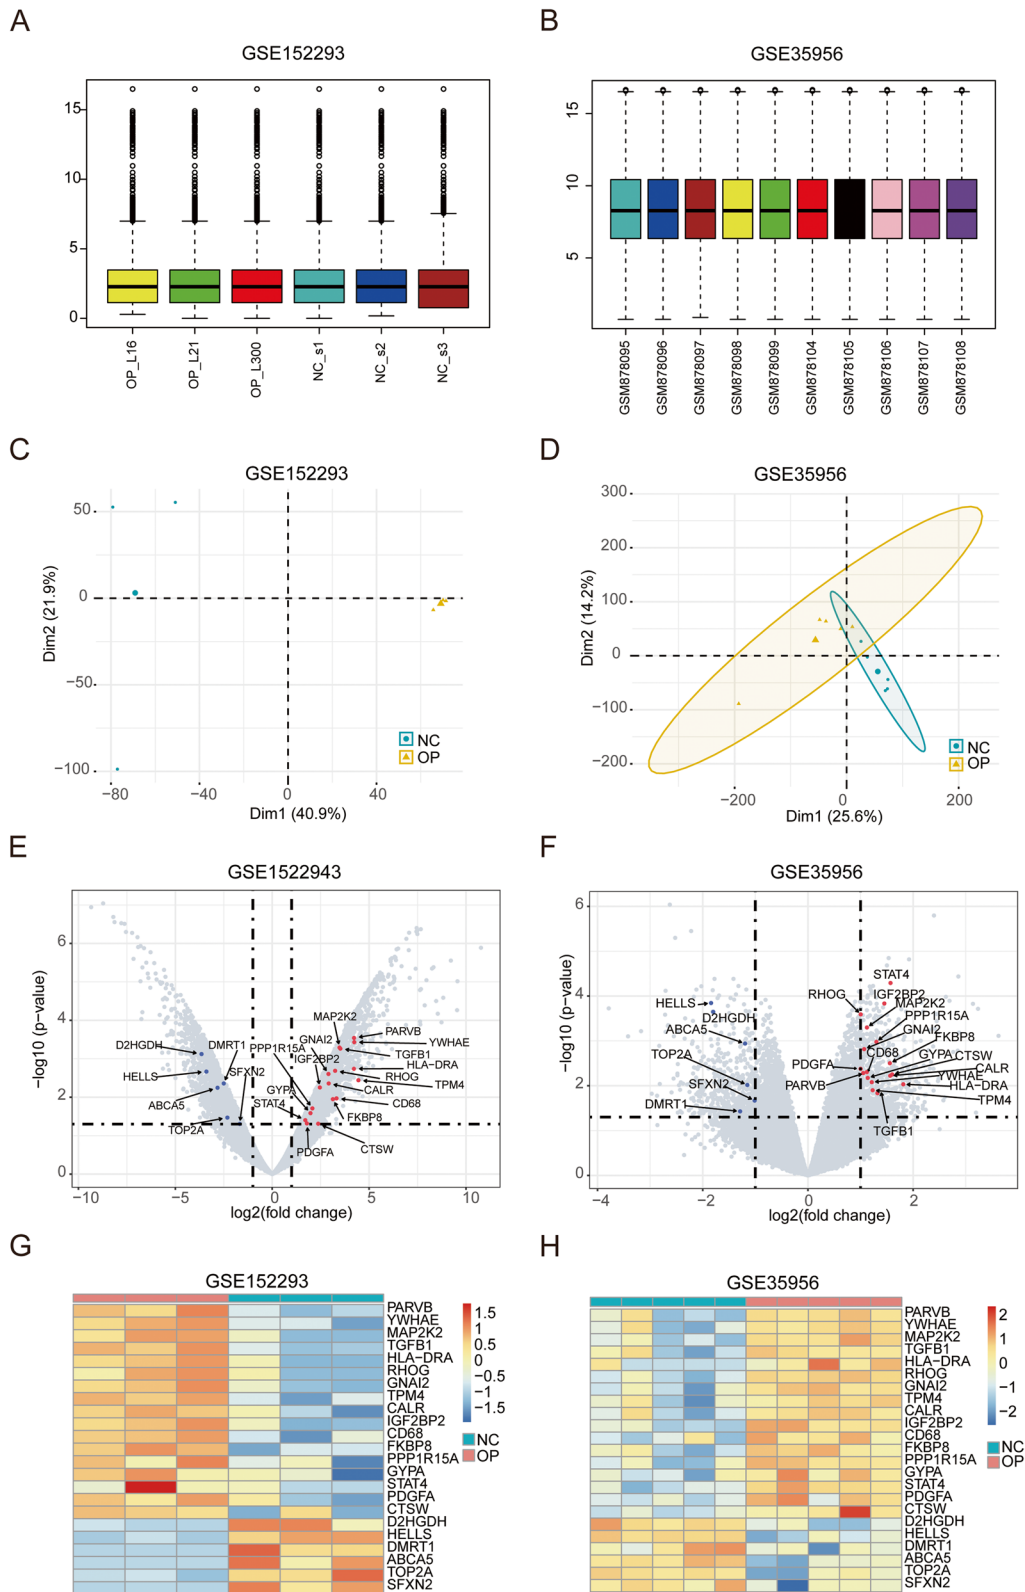 A
GSE152293
15
10
5
0
OP_L16
OP_L21
OP_L300
NC_s1
NC_s2
NC_s3
B
GSE35956
15
10
5
GSM878095
GSM878096
GSM878097
GSM878098
GSM878099
GSM878104
GSM878105
GSM878106
GSM878107
GSM878108
C
GSE152293
Dim2 (21.9%)
50
0
−50
−100
−80
−40
0
40
Dim1 (40.9%)
NC
OP
D
GSE35956
Dim2 (14.2%)
300
200
100
0
−100
−200
−200
0
200
Dim1 (25.6%)
NC
OP
E
GSE1522943
−log10 (p−value)
6
4
2
0
−10
−5
0
5
10
log2(fold change)
MAP2K2
PARVB
GNAI2
YWHAE
D2HGDH
DMRT1
PPP1R15A
TGFB1
IGF2BP2
HLA−DRA
HELLS
SFXN2
RHOG
TPM4
GYPA
CALR
ABCA5
STAT4
CD68
FKBP8
TOP2A
PDGFA
CTSW
F
GSE35956
−log10 (p−value)
6
4
2
0
−4
−2
0
2
log2(fold change)
STAT4
RHOG
IGF2BP2
HELLS
MAP2K2
D2HGDH
PPP1R15A
ABCA5
GNAI2
FKBP8
TOP2A
CD68
GYPA
CTSW
PDGFA
CALR
SFXN2
PARVB
YWHAE
HLA−DRA
DMRT1
TPM4
TGFB1
G
GSE152293
PARVB
YWHAE
MAP2K2
TGFB1
HLA−DRA
RHOG
GNAI2
TPM4
CALR
IGF2BP2
CD68
FKBP8
PPP1R15A
GYPA
STAT4
PDGFA
CTSW
D2HGDH
HELLS
DMRT1
ABCA5
TOP2A
SFXN2
1.5
1
0.5
0
−0.5
−1
−1.5
NC
OP
H
GSE35956
PARVB
YWHAE
MAP2K2
TGFB1
HLA−DRA
RHOG
GNAI2
TPM4
CALR
IGF2BP2
CD68
FKBP8
PPP1R15A
GYPA
STAT4
PDGFA
CTSW
D2HGDH
HELLS
DMRT1
ABCA5
TOP2A
SFXN2
2
1
0
−1
−2
NC
OP